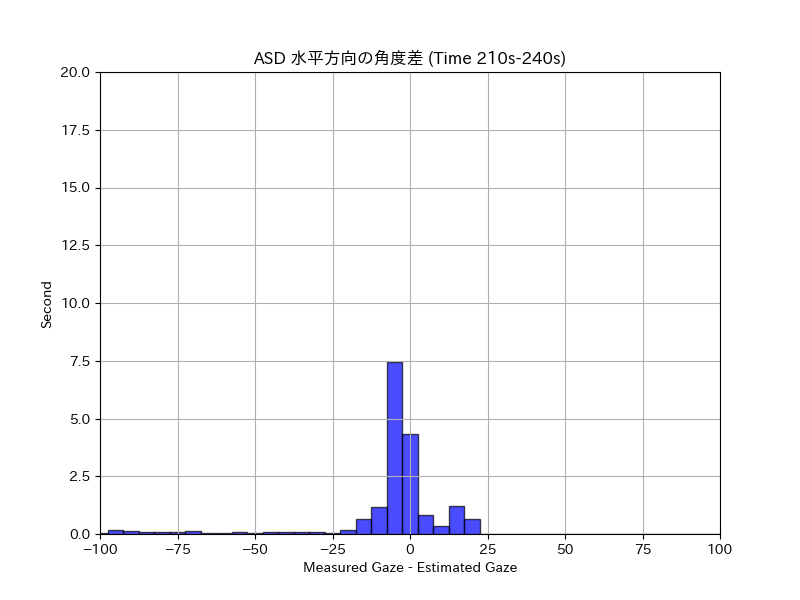 ASD 水平方向の角度差 (Time 210s-240s)
20.0
17.5
15.0
12.5
10.0
7.5
5.0
2.5
0.0
Second
−100 −75 −50 −25 0 25 50 75 100
Measured Gaze - Estimated Gaze